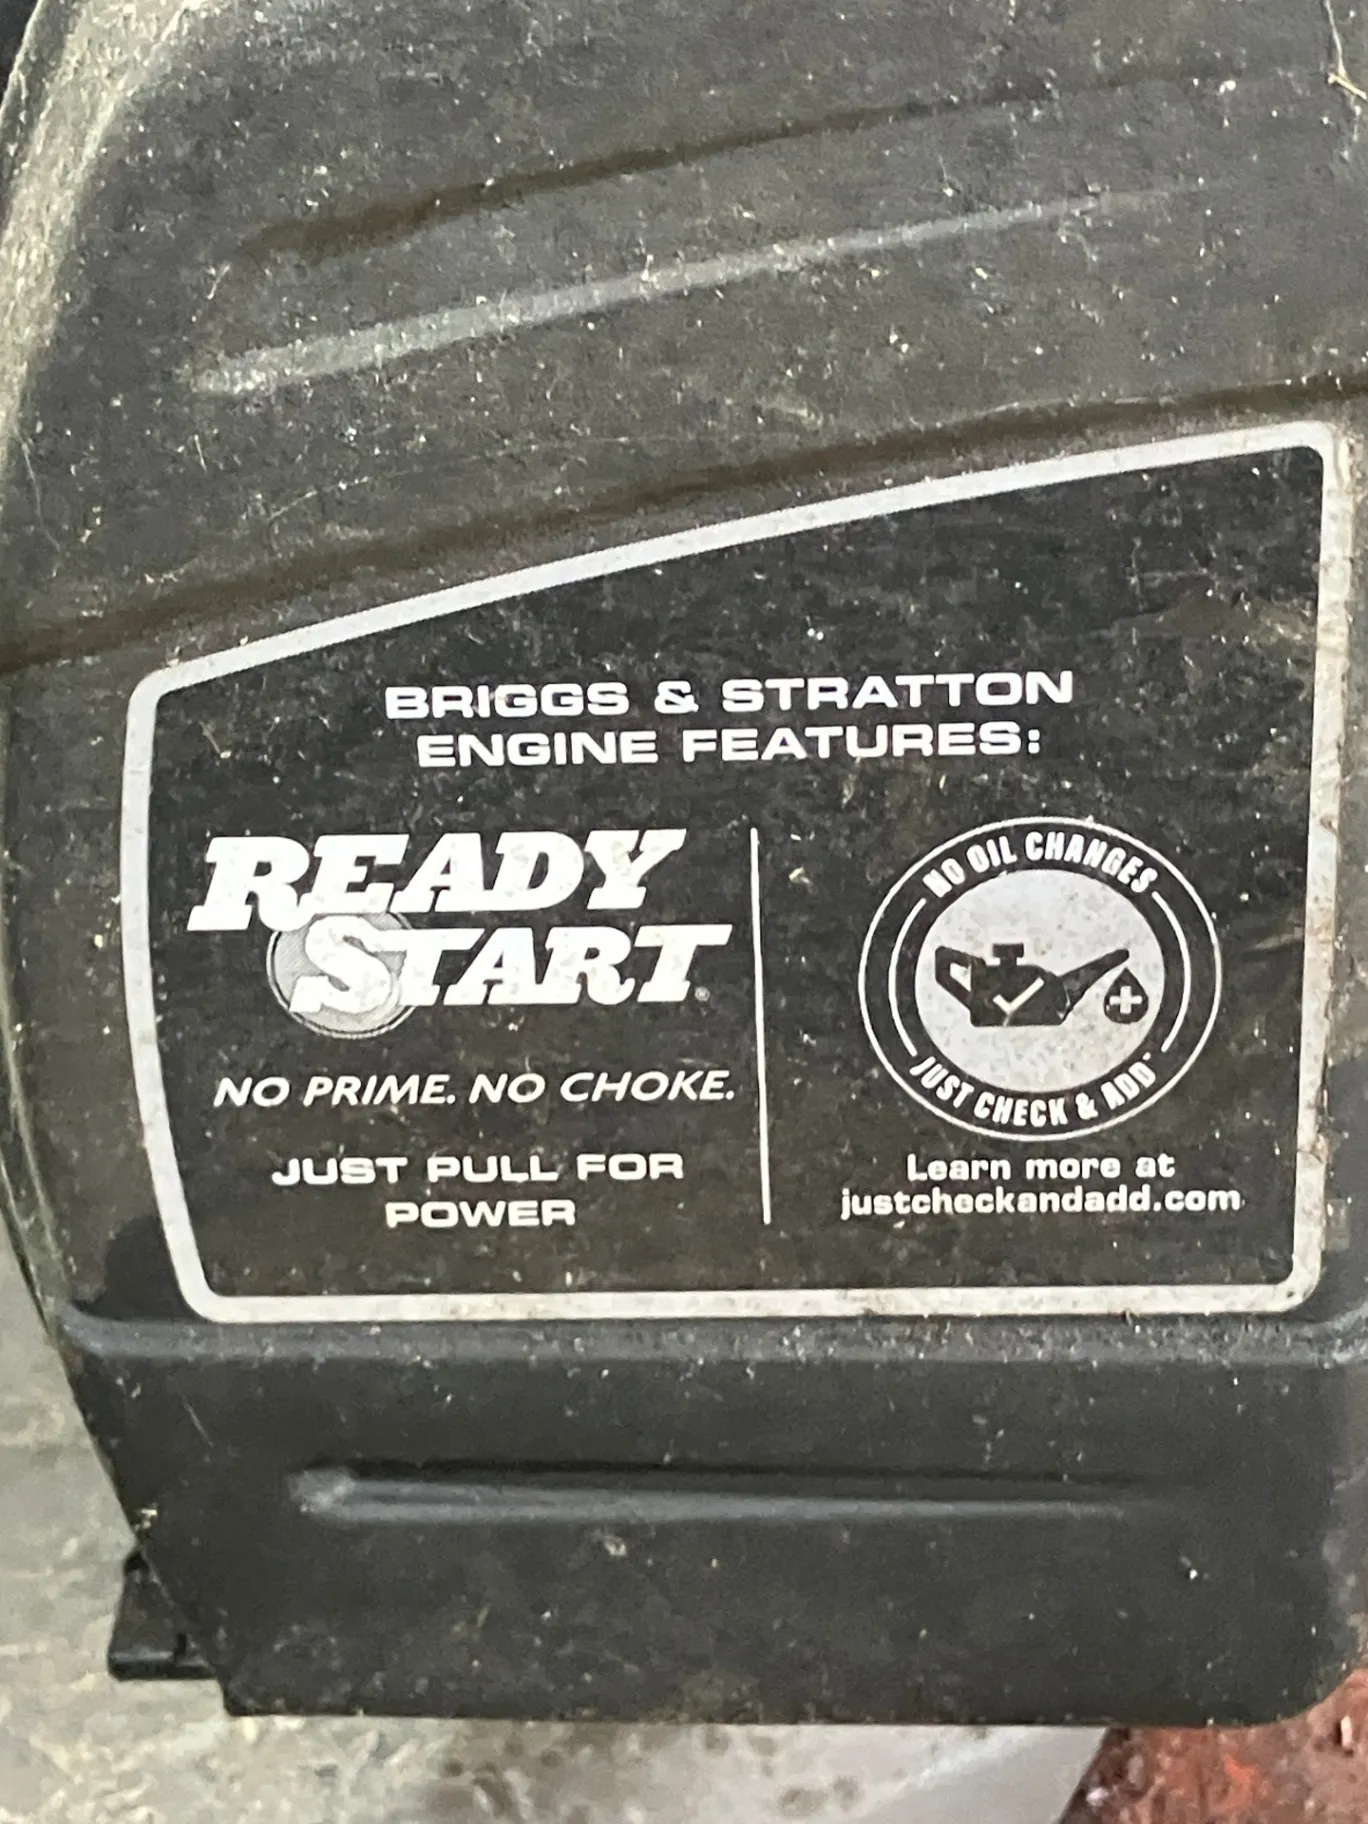 BRIGGS & STRATTON
ENGINE FEATURES:
READY
START®
NO PRIME. NO CHOKE.
JUST PULL FOR
POWER
NO OIL CHANGES
JUST CHECK & ADD™
Learn more at
justcheckandadd.com